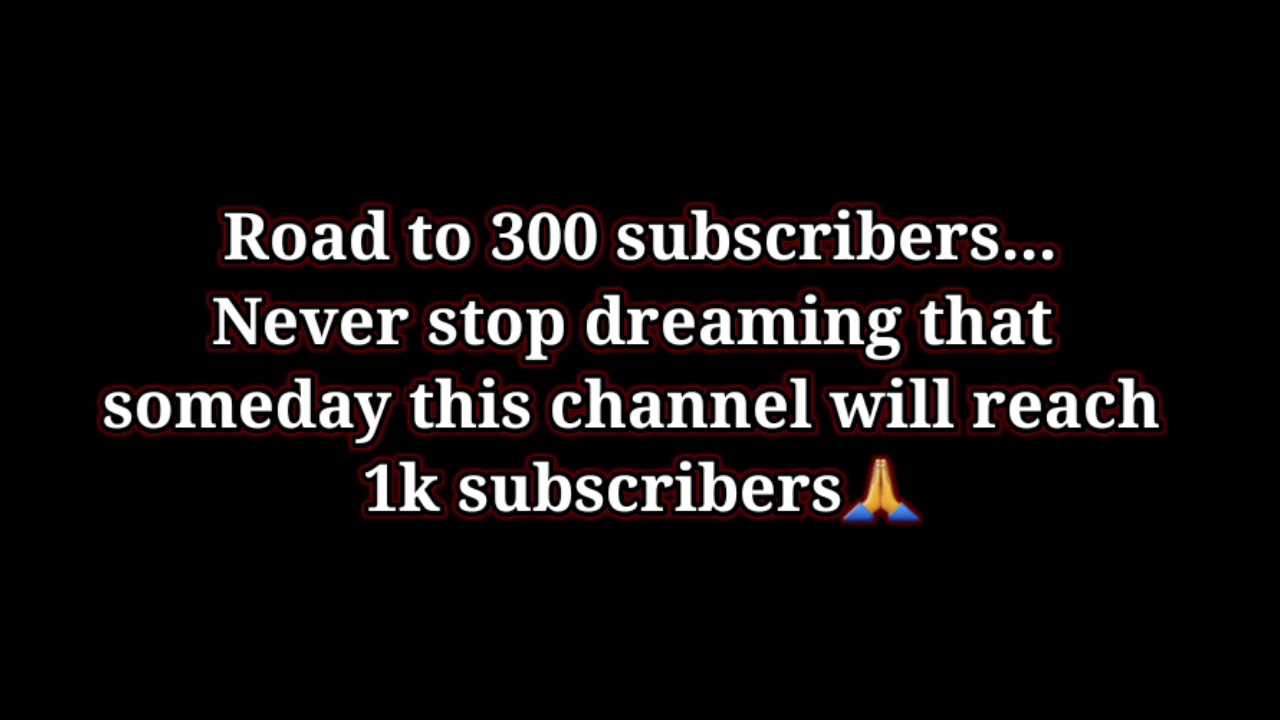 Road to 300 subscribers...
Never stop dreaming that
someday this channel will reach
1k subscribers🙏